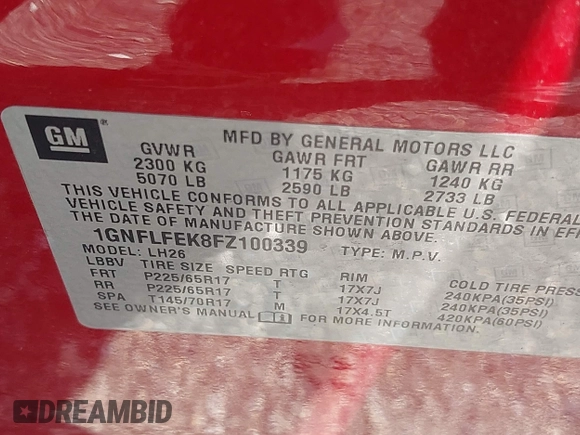 GM ®
MFD BY GENERAL MOTORS LLC
GVWR GAWR FRT GAWR RR
2300 KG 1175 KG 1240 KG
5070 LB 2590 LB 2733 LB
THIS VEHICLE CONFORMS TO ALL APPLICABLE U.S. FEDERAL
VEHICLE SAFETY AND THEFT PREVENTION STANDARDS IN EFF
THE DATE OF MANUFACTURE SHOWN ABOVE.
1GNFLFEK8FZ100339 TYPE: M.P.V.
MODEL: LH26
LBBV TIRE SIZE SPEED RTG RIM COLD TIRE PRESS
FRT P225/65R17 T 17X7J 240KPA(35PSI)
RR P225/65R17 T 17X7J 240KPA(35PSI)
SPA T145/70R17 M 17X4.5T 420KPA(60PSI)
SEE OWNER'S MANUAL FOR MORE INFORMATION.
DREAMBID